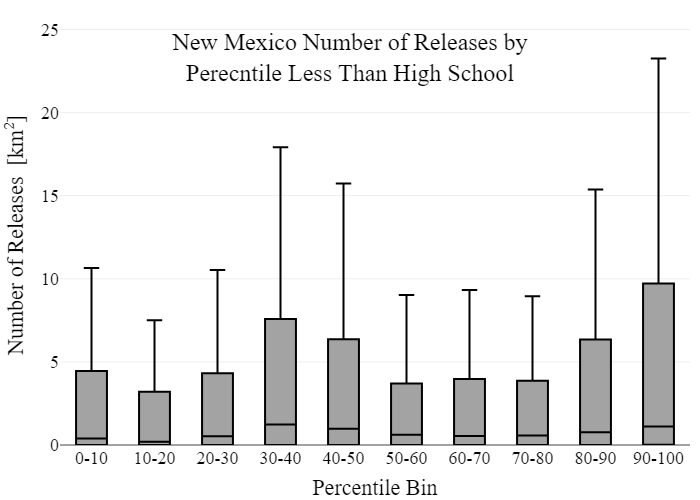 New Mexico Number of Releases by
Perecntile Less Than High School
Number of Releases [km²]
25
20
15
10
5
0
0-10 10-20 20-30 30-40 40-50 50-60 60-70 70-80 80-90 90-100
Percentile Bin